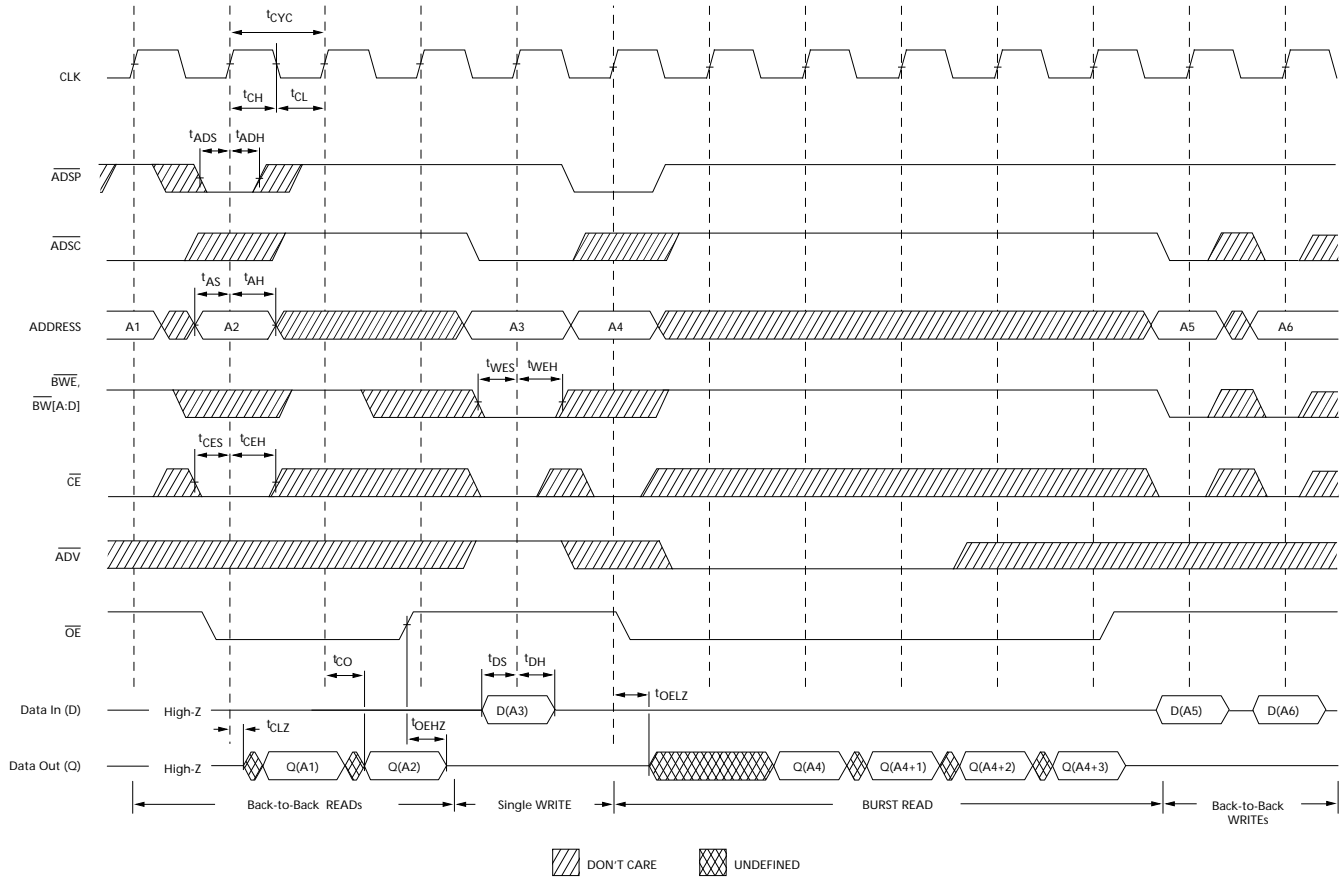 tCYC
CLK
tCH tCL
tADS tADH
ADSP
ADSC
tAS tAH
ADDRESS A1 A2 A3 A4 A5 A6
tWES tWEH
BWE,
BW[A:D]
tCES tCEH
CE
ADV
OE
tCO tDS tDH
tOELZ
Data In (D) High-Z D(A3) D(A5) D(A6)
tCLZ tOEHZ
Data Out (Q) High-Z Q(A1) Q(A2) Q(A4) Q(A4+1) Q(A4+2) Q(A4+3)
Back-to-Back READs Single WRITE BURST READ Back-to-Back
WRITEs
DON'T CARE UNDEFINED